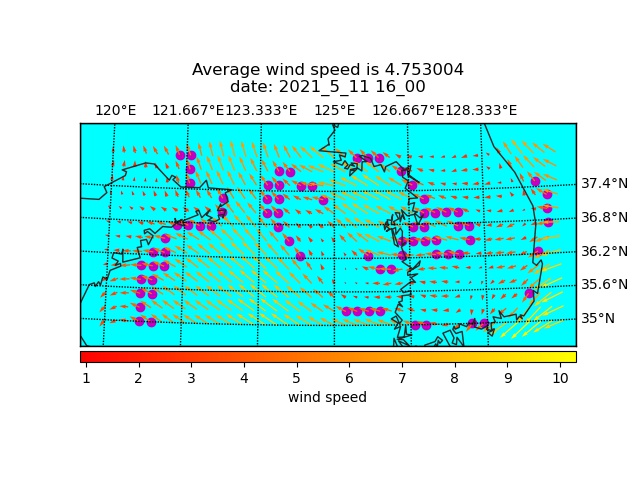 Average wind speed is 4.753004
date: 2021_5_11 16_00
120°E 121.667°E 123.333°E 125°E 126.667°E 128.333°E
37.4°N
36.8°N
36.2°N
35.6°N
35°N
1 2 3 4 5 6 7 8 9 10
wind speed